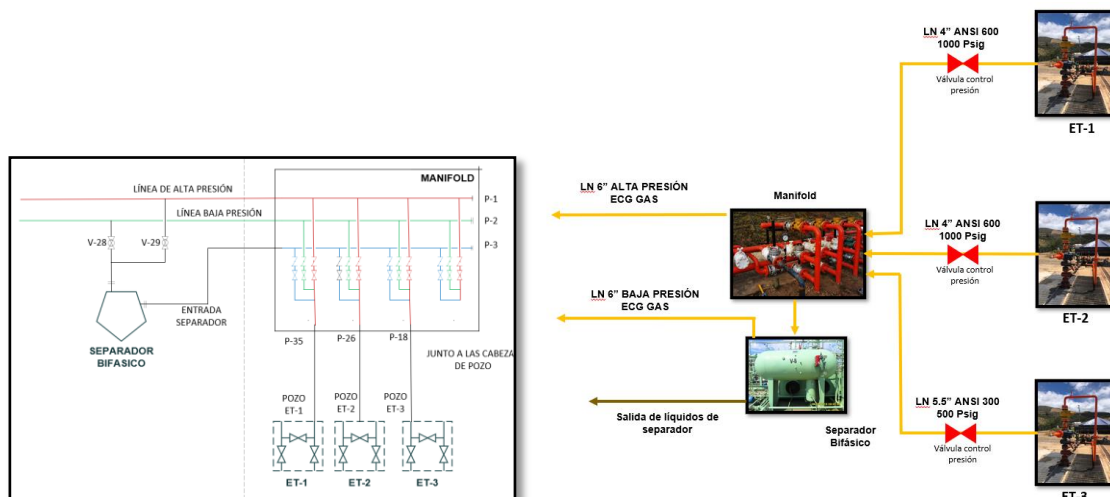 MANIFOLD
LÍNEA DE ALTA PRESIÓN
P-1
LÍNEA BAJA PRESIÓN
P-2
V-28
V-29
P-3
ENTRADA
SEPARADOR
SEPARADOR
BIFASICO
P-35
P-26
P-18
JUNTO A LAS CABEZA
DE POZO
POZO
ET-1
POZO
ET-2
POZO
ET-3
ET-1
ET-2
ET-3
LN 6” ALTA PRESIÓN
ECG GAS
Manifold
LN 6” BAJA PRESIÓN
ECG GAS
Salida de líquidos de
separador
Separador
Bifásico
LN 4” ANSI 600
1000 Psig
Válvula control
presión
ET-1
LN 4” ANSI 600
1000 Psig
Válvula control
presión
ET-2
LN 5.5” ANSI 300
500 Psig
Válvula control
presión
ET-3